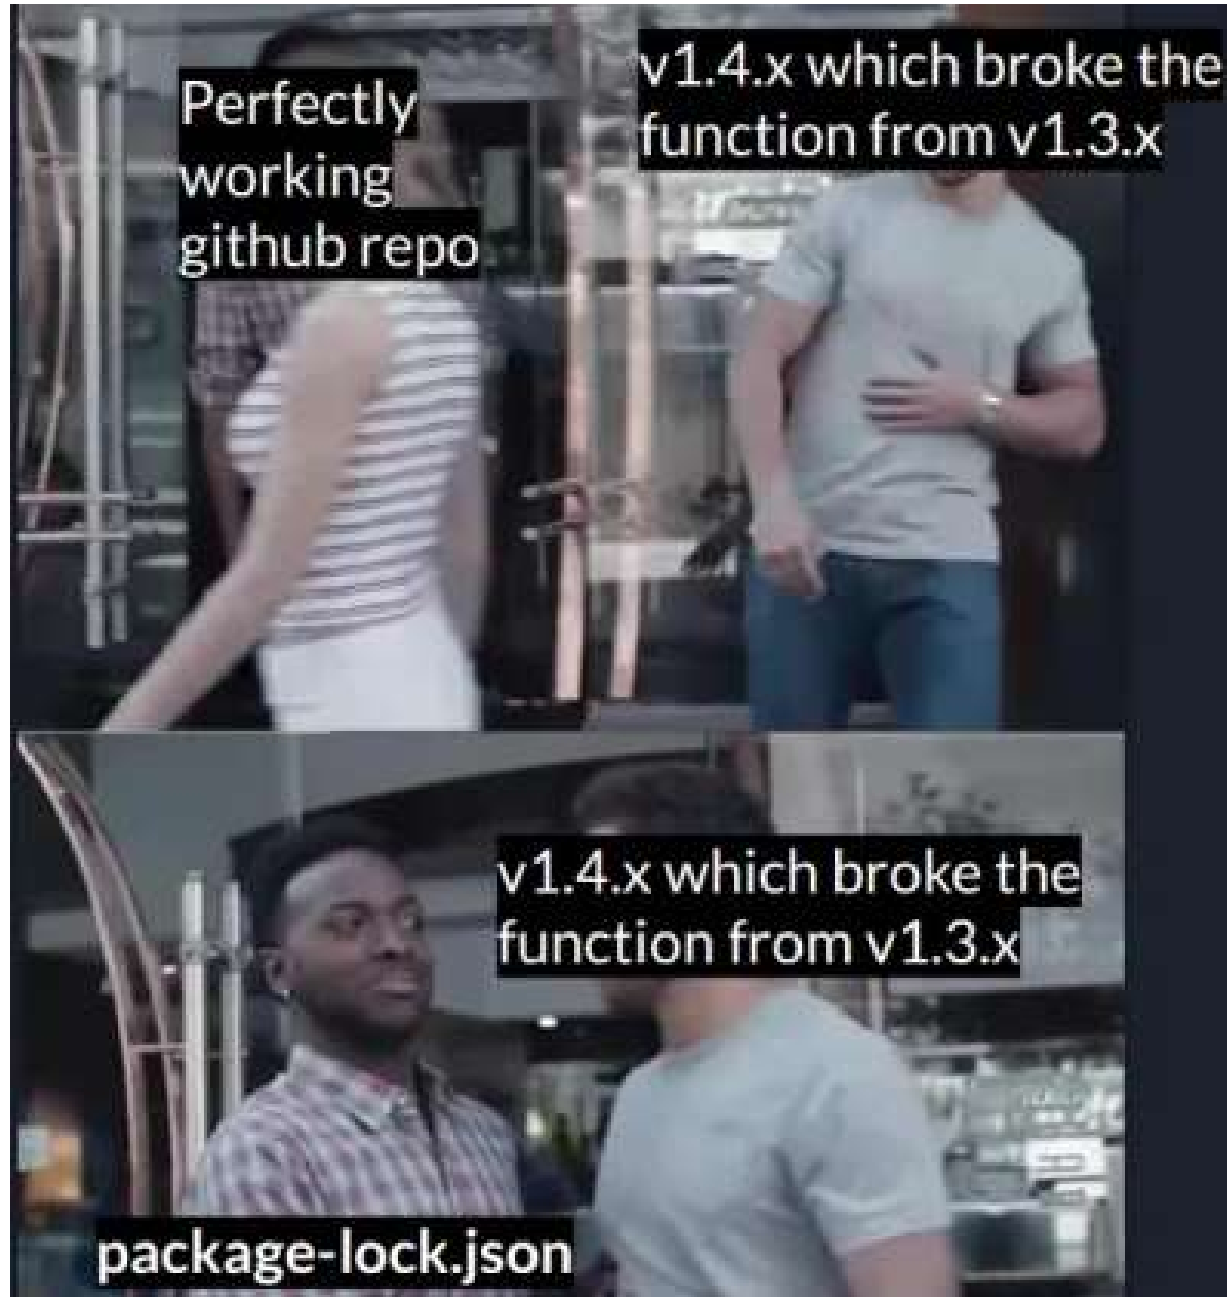 Perfectly
working
github repo
v1.4.x which broke the
function from v1.3.x
v1.4.x which broke the
function from v1.3.x
package-lock.json